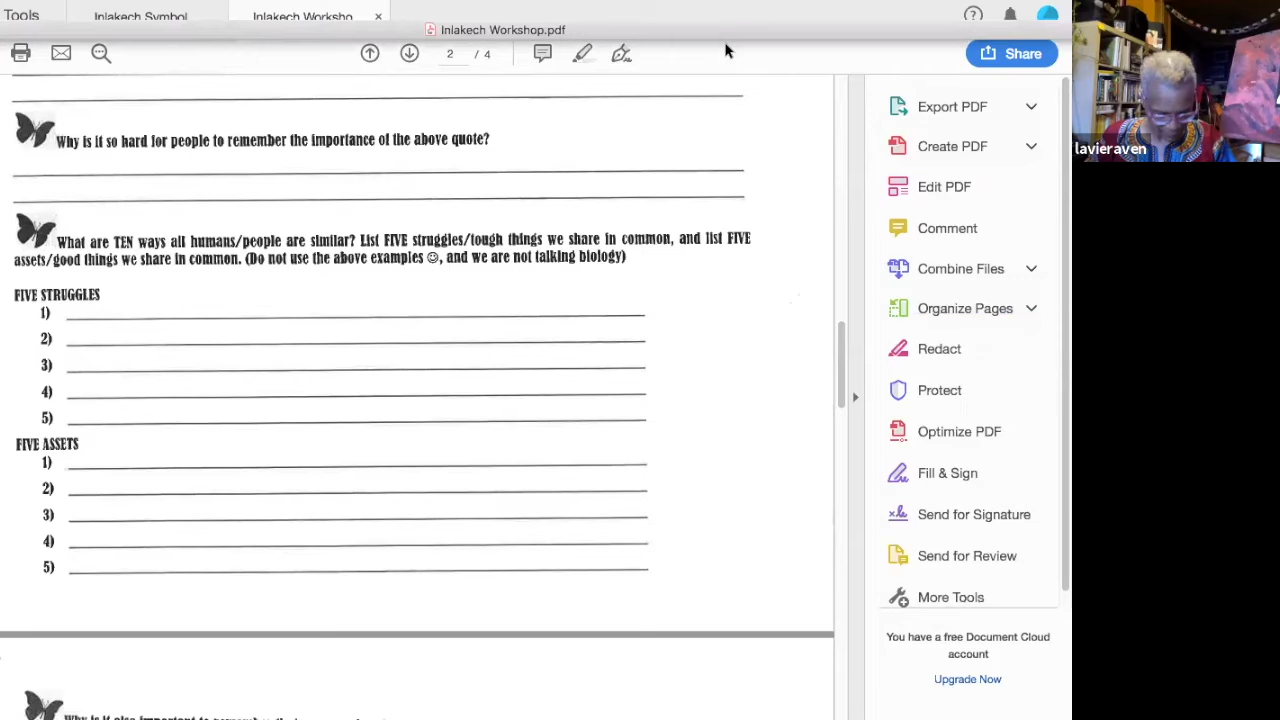 Tools
Inlakech Symbol
Inlakech Worksho
Inlakech Workshop.pdf
2 / 4
Share
Why is it so hard for people to remember the importance of the above quote?
What are TEN ways all humans/people are similar? List FIVE struggles/tough things we share in common, and list FIVE
assets/good things we share in common. (Do not use the above examples ☺, and we are not talking biology)
FIVE STRUGGLES
1)
2)
3)
4)
5)
FIVE ASSETS
1)
2)
3)
4)
5)
Export PDF
Create PDF
Edit PDF
Comment
Combine Files
Organize Pages
Redact
Protect
Optimize PDF
Fill & Sign
Send for Signature
Send for Review
More Tools
You have a free Document Cloud
account
Upgrade Now
lavieraven